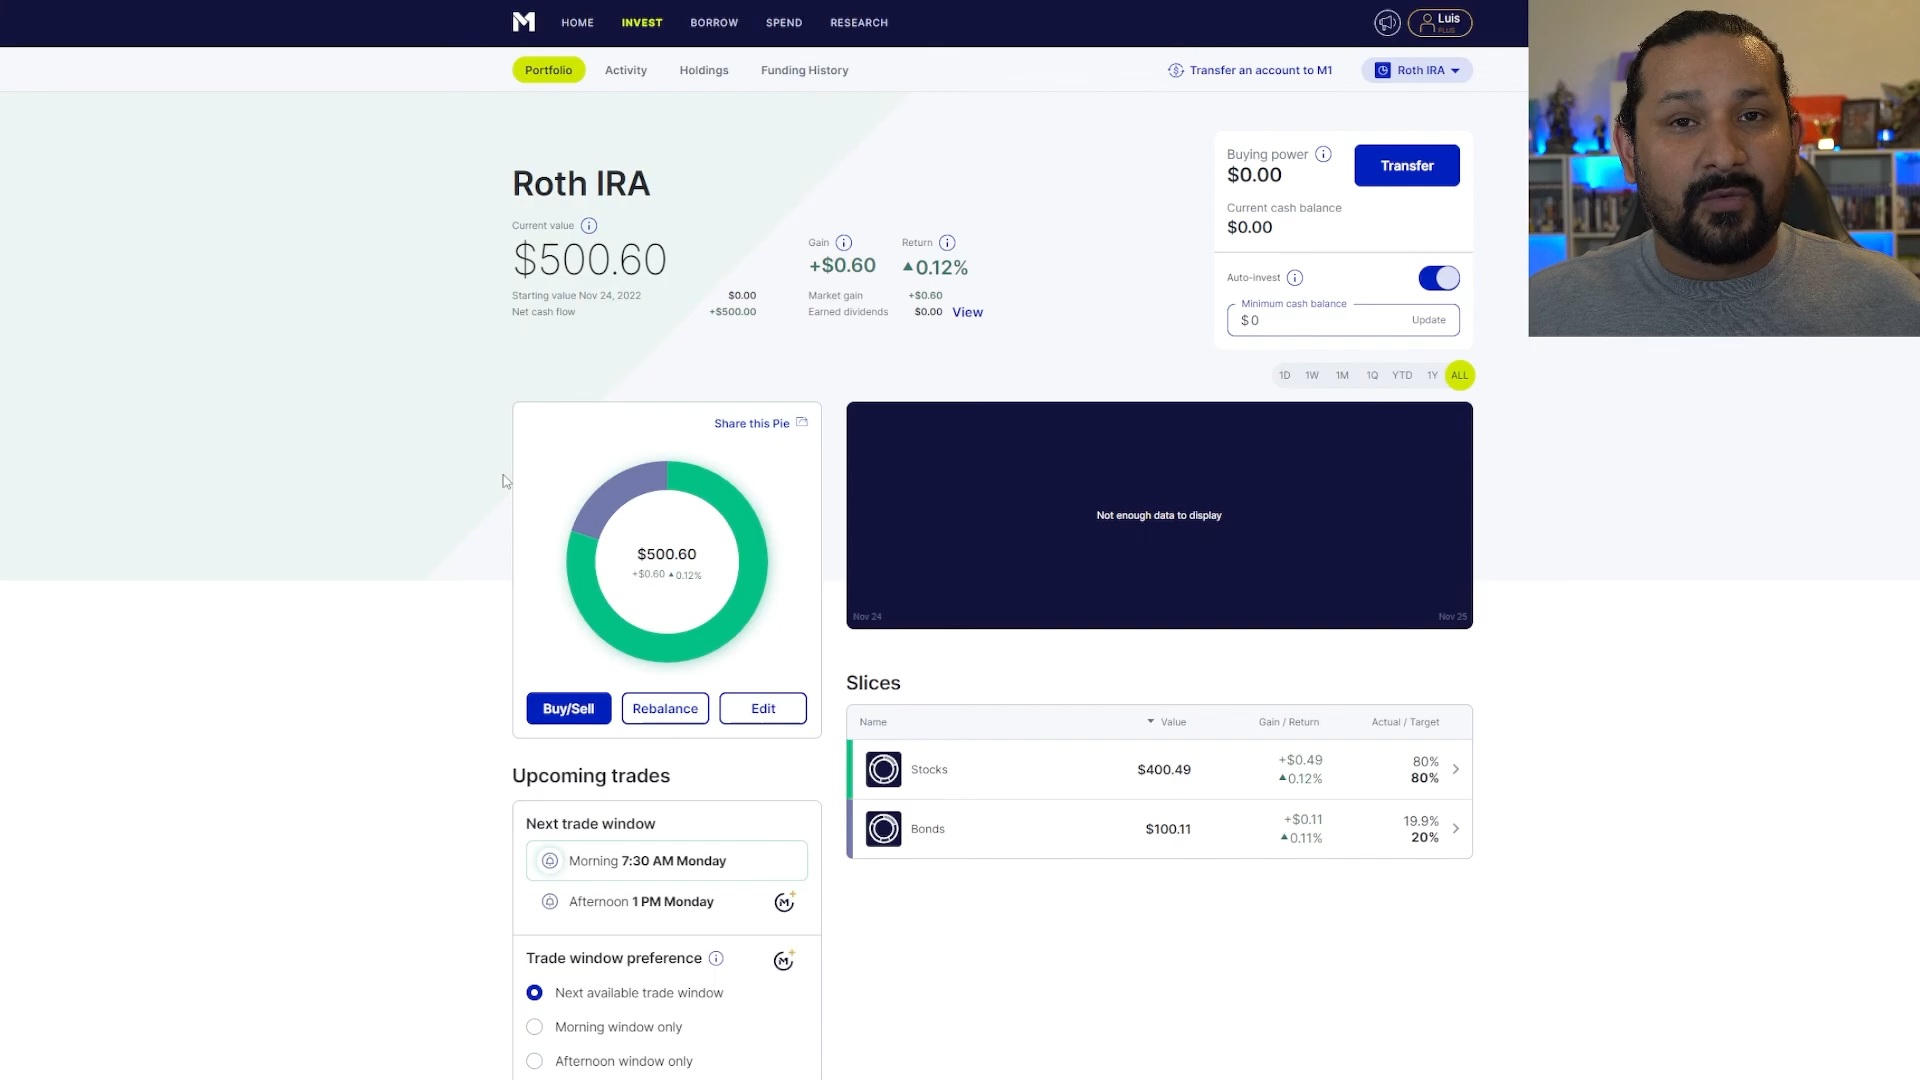 HOME INVEST BORROW SPEND RESEARCH
Luis
PLUS
Portfolio Activity Holdings Funding History
Transfer an account to M1
Roth IRA
Roth IRA
Current value
$500.60
Starting value Nov 24, 2022 $0.00
Net cash flow +$500.00
Gain
+$0.60
Return
0.12%
Market gain +$0.60
Earned dividends $0.00 View
Buying power
$0.00
Transfer
Current cash balance
$0.00
Auto-invest
Minimum cash balance
$ 0 Update
1D 1W 1M 1Q YTD 1Y ALL
Share this Pie
$500.60
+$0.60 0.12%
Buy/Sell Rebalance Edit
Not enough data to display
Nov 24 Nov 25
Upcoming trades
Next trade window
Morning 7:30 AM Monday
Afternoon 1 PM Monday
Trade window preference
Next available trade window
Morning window only
Afternoon window only
Slices
Name Value Gain / Return Actual / Target
Stocks $400.49 +$0.49 80%
0.12% 80%
Bonds $100.11 +$0.11 19.9%
0.11% 20%